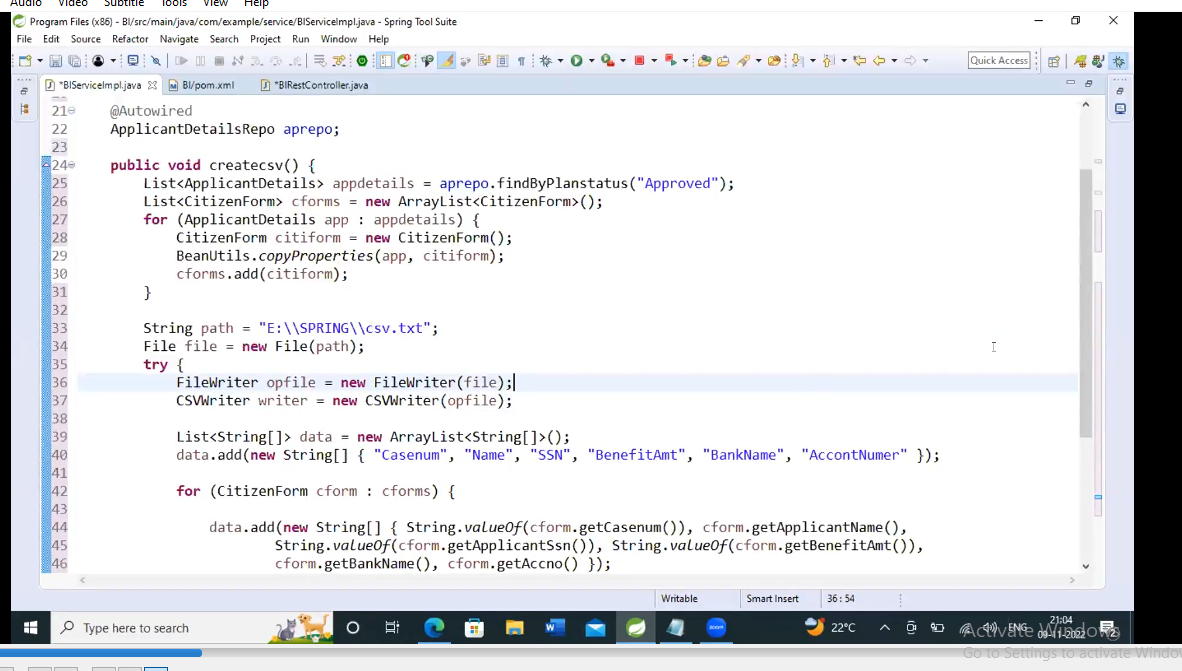 Audio Video Subtitle Tools View Help
Program Files (x86) - BI/src/main/java/com/example/service/BIServiceImpl.java - Spring Tool Suite
File Edit Source Refactor Navigate Search Project Run Window Help
Quick Access
*BIServiceImpl.java BI/pom.xml *BIRestController.java
21 @Autowired
22 ApplicantDetailsRepo aprepo;
23
24 public void createcsv() {
25 List<ApplicantDetails> appdetails = aprepo.findByPlanstatus("Approved");
26 List<CitizenForm> cforms = new ArrayList<CitizenForm>();
27 for (ApplicantDetails app : appdetails) {
28 CitizenForm citiform = new CitizenForm();
29 BeanUtils.copyProperties(app, citiform);
30 cforms.add(citiform);
31 }
32
33 String path = "E:\\SPRING\\csv.txt";
34 File file = new File(path);
35 try {
36 FileWriter opfile = new FileWriter(file);
37 CSVWriter writer = new CSVWriter(opfile);
38
39 List<String[]> data = new ArrayList<String[]>();
40 data.add(new String[] { "Casenum", "Name", "SSN", "BenefitAmt", "BankName", "AccontNumer" });
41
42 for (CitizenForm cform : cforms) {
43
44 data.add(new String[] { String.valueOf(cform.getCasenum()), cform.getApplicantName(),
45 String.valueOf(cform.getApplicantSsn()), String.valueOf(cform.getBenefitAmt()),
46 cform.getBankName(), cform.getAccno() });
Writable Smart Insert 36 : 54
Type here to search
22°C
ENG
21:04
09-11-2022
Activate Windows
Go to Settings to activate Windo